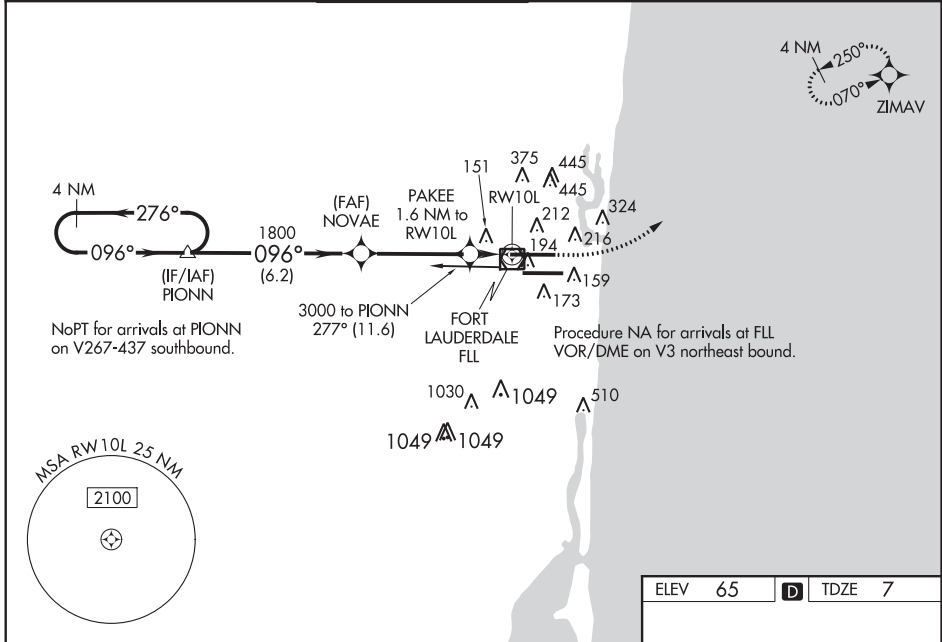 4 NM
250°
070°
ZIMAV
375
445
445
151
RW10L
212
324
216
194
159
173
4 NM
276°
096°
(IF/IAF)
PIONN
1800
096°
(6.2)
(FAF)
NOVAE
PAKEE
1.6 NM to
RW10L
3000 to PIONN
277° (11.6)
FORT
LAUDERDALE
FLL
NoPT for arrivals at PIONN
on V267-437 southbound.
Procedure NA for arrivals at FLL
VOR/DME on V3 northeast bound.
1030
1049
510
1049
1049
MSA RW10L 25 NM
2100
ELEV 65 D TDZE 7